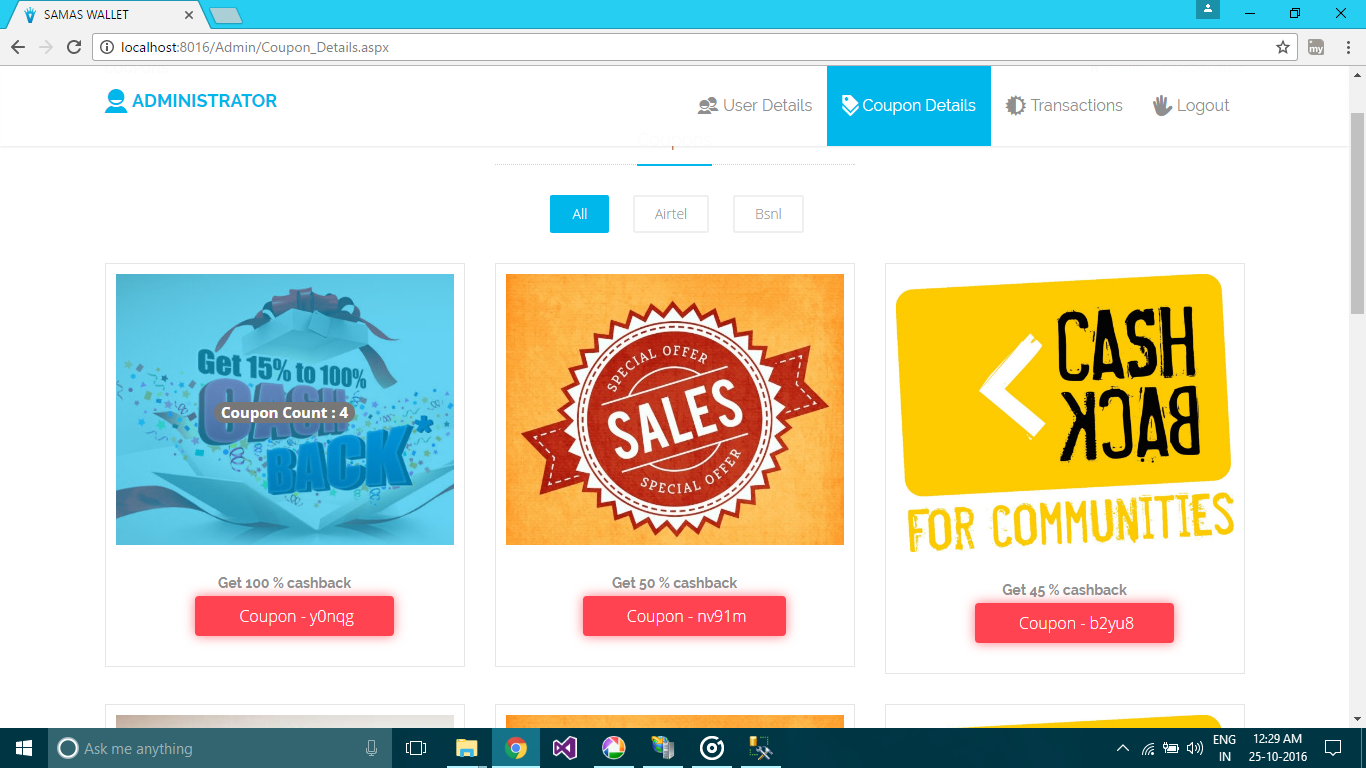 SAMAS WALLET
localhost:8016/Admin/Coupon_Details.aspx
my
ADMINISTRATOR
User Details
Coupon Details
Transactions
Logout
All
Airtel
Bsnl
Get 15% to 100%
CASH
BACK*
Coupon Count : 4
SPECIAL OFFER
SALES
SPECIAL OFFER
CASH
BACK
FOR COMMUNITIES
Get 100 % cashback
Coupon - y0nqg
Get 50 % cashback
Coupon - nv91m
Get 45 % cashback
Coupon - b2yu8
Ask me anything
ENG
IN
12:29 AM
25-10-2016